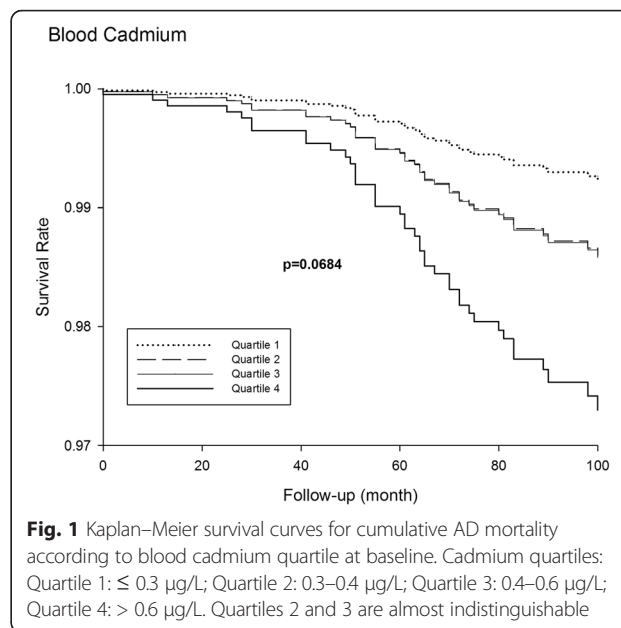 Blood Cadmium
1.00
0.99
0.98
0.97
Survival Rate
p=0.0684
Quartile 1
Quartile 2
Quartile 3
Quartile 4
0 20 40 60 80 100
Follow-up (month)
Fig. 1 Kaplan–Meier survival curves for cumulative AD mortality
according to blood cadmium quartile at baseline. Cadmium quartiles:
Quartile 1: ≤ 0.3 μg/L; Quartile 2: 0.3–0.4 μg/L; Quartile 3: 0.4–0.6 μg/L;
Quartile 4: > 0.6 μg/L. Quartiles 2 and 3 are almost indistinguishable